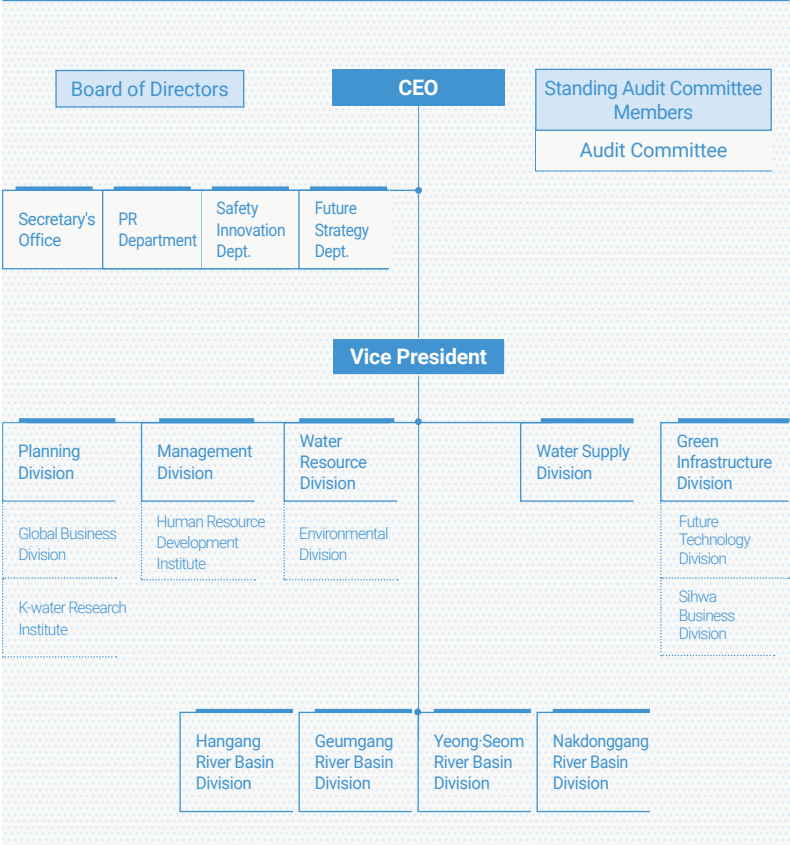 Board of Directors
CEO
Standing Audit Committee
Members
Audit Committee
Secretary's
Office
PR
Department
Safety
Innovation
Dept.
Future
Strategy
Dept.
Vice President
Planning
Division
Management
Division
Water
Resource
Division
Water Supply
Division
Green
Infrastructure
Division
Global Business
Division
Human Resource
Development
Institute
Environmental
Division
Future
Technology
Division
K-water Research
Institute
Sihwa
Business
Division
Hangang
River Basin
Division
Geumgang
River Basin
Division
Yeong·Seom
River Basin
Division
Nakdonggang
River Basin
Division